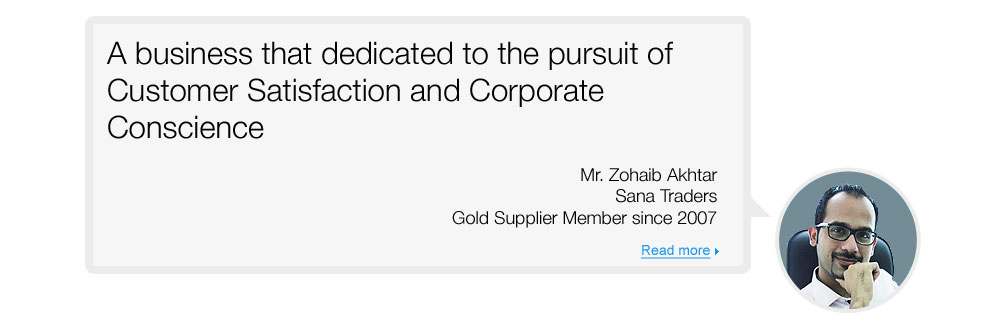 A business that dedicated to the pursuit of
Customer Satisfaction and Corporate
Conscience
Mr. Zohaib Akhtar
Sana Traders
Gold Supplier Member since 2007
Read more